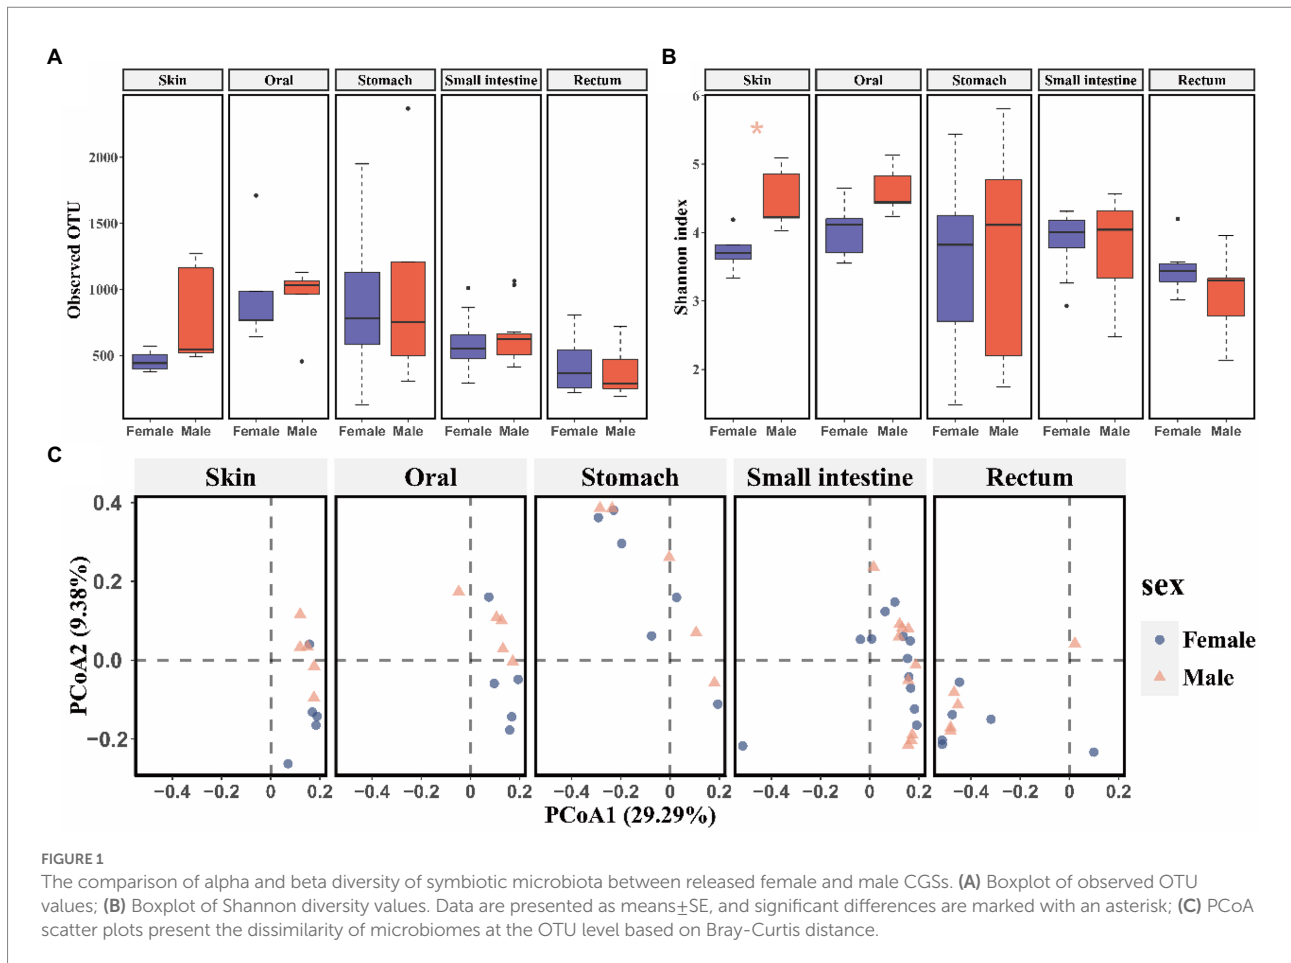 A
Skin Oral Stomach Small intestine Rectum
Observed OTU
2000
1500
1000
500
Female Male Female Male Female Male Female Male Female Male
B
Skin Oral Stomach Small intestine Rectum
Shannon index
6
5
4
3
2
*
Female Male Female Male Female Male Female Male Female Male
C
Skin Oral Stomach Small intestine Rectum
PCoA2 (9.38%)
0.4
0.2
0.0
−0.2
−0.4 −0.2 0 0.2 −0.4 −0.2 0 0.2 −0.4 −0.2 0 0.2 −0.4 −0.2 0 0.2 −0.4 −0.2 0 0.2
PCoA1 (29.29%)
sex
Female
Male
FIGURE 1
The comparison of alpha and beta diversity of symbiotic microbiota between released female and male CGSs. (A) Boxplot of observed OTU
values; (B) Boxplot of Shannon diversity values. Data are presented as means±SE, and significant differences are marked with an asterisk; (C) PCoA
scatter plots present the dissimilarity of microbiomes at the OTU level based on Bray-Curtis distance.